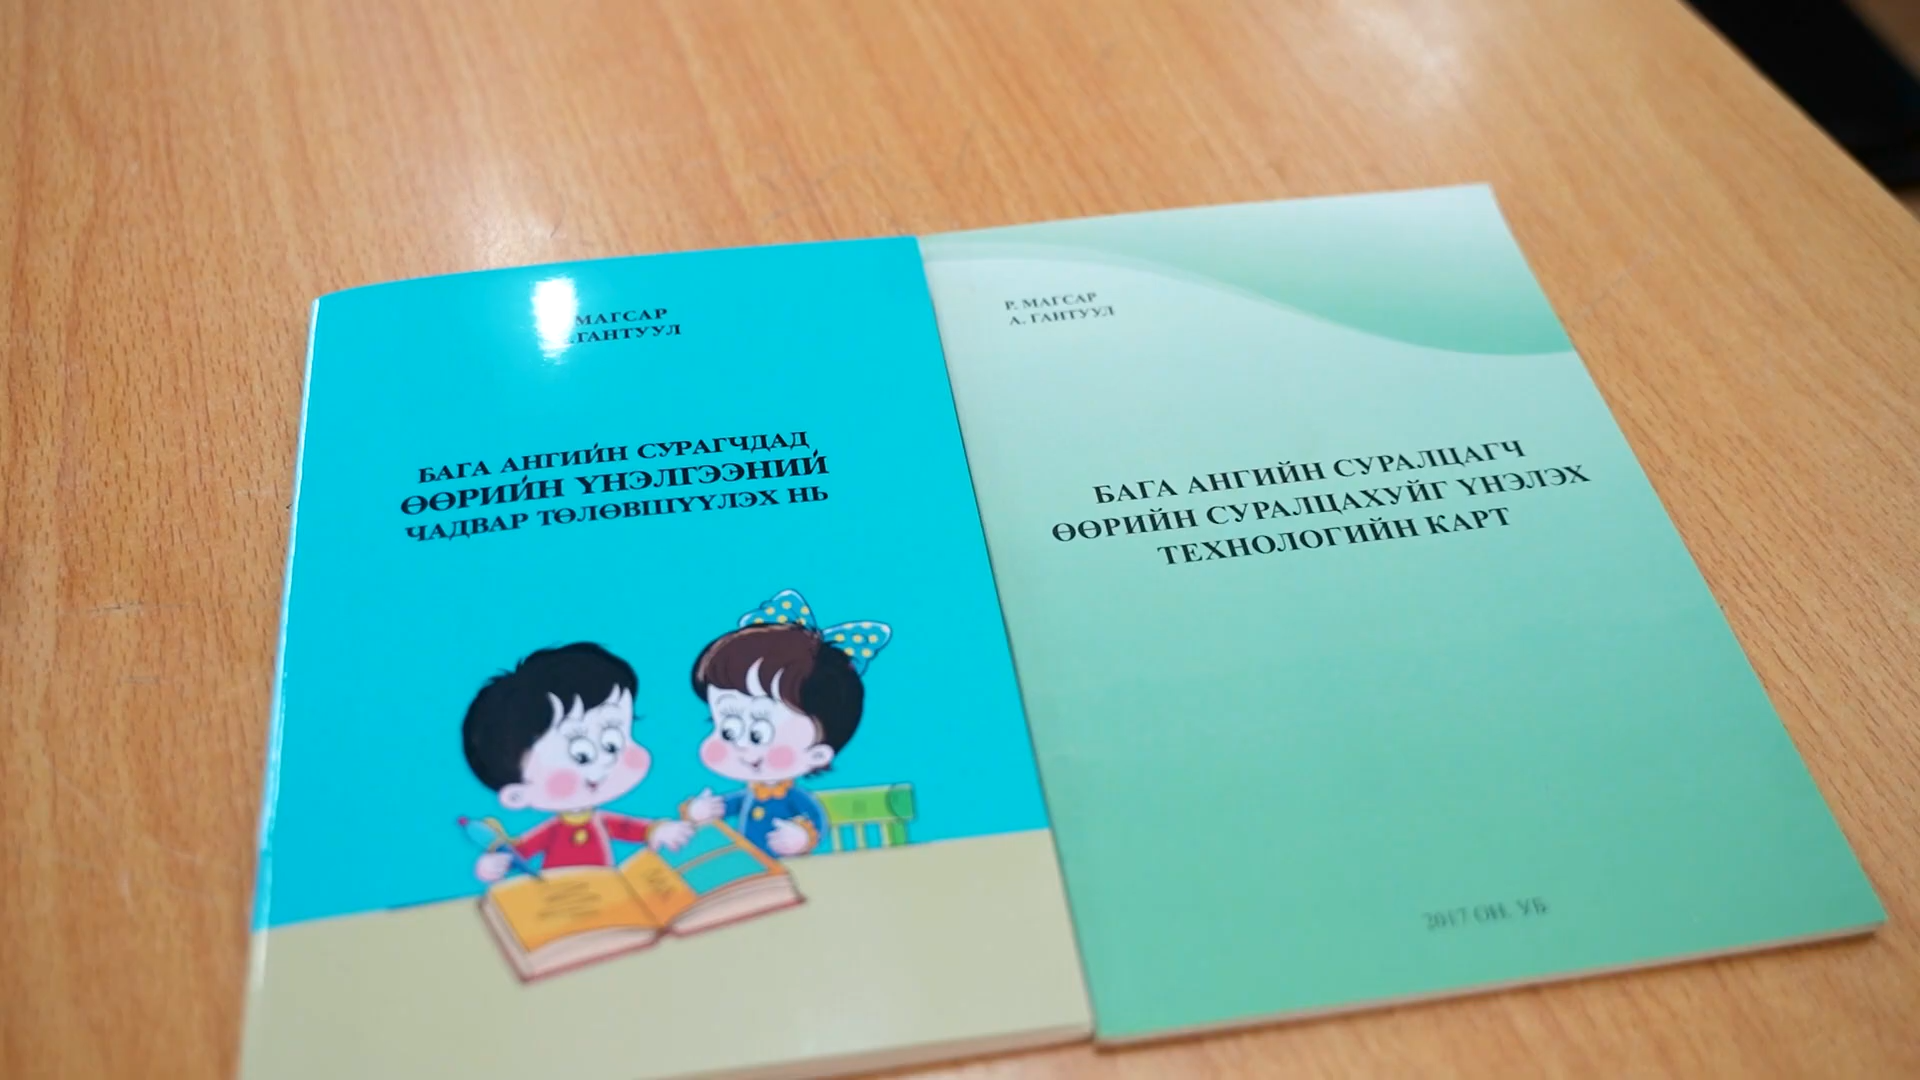 МАГСАР
.ГАНТУУЛ
БАГА АНГИЙН СУРАГЧДАД
ӨӨРИЙН ҮНЭЛГЭЭНИЙ
ЧАДВАР ТӨЛӨВШҮҮЛЭХ НЬ
Р. МАГСАР
А. ГАНТУУЛ
БАГА АНГИЙН СУРАЛЦАГЧ
ӨӨРИЙН СУРАЛЦАХУЙГ ҮНЭЛЭХ
ТЕХНОЛОГИЙН КАРТ
2017 ОН. УБ